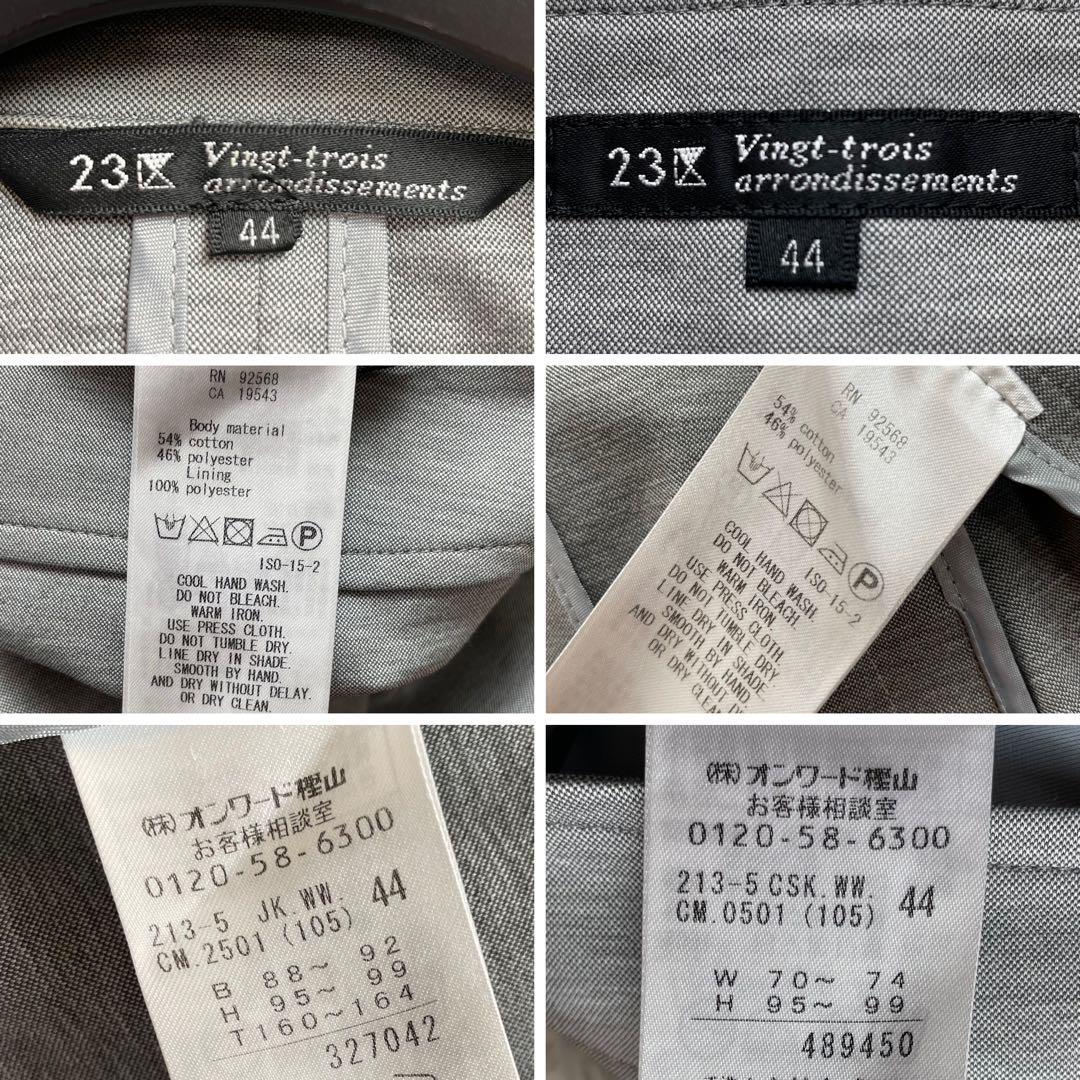 23区 Vingt-trois
arrondissements
44
23区 Vingt-trois
arrondissements
44
RN 92568
CA 19543
Body material
54% cotton
46% polyester
Lining
100% polyester
P
ISO-15-2
COOL HAND WASH.
DO NOT BLEACH.
WARM IRON.
USE PRESS CLOTH.
DO NOT TUMBLE DRY.
LINE DRY IN SHADE.
SMOOTH BY HAND.
AND DRY WITHOUT DELAY.
OR DRY CLEAN.
RN 92568
CA 19543
54% cotton
46% polyester
P
ISO-15-2
COOL HAND WASH.
DO NOT BLEACH.
WARM IRON.
USE PRESS CLOTH.
DO NOT TUMBLE DRY.
LINE DRY IN SHADE.
SMOOTH BY HAND.
(株)オンワード樫山
お客様相談室
0120-58-6300
213-5 JK.WW. 44
CM.2501 (105)
B 88～ 92
H 95～ 99
T160～164
327042
(株)オンワード樫山
お客様相談室
0120-58-6300
213-5 CSK.WW. 44
CM.0501 (105)
W 70～ 74
H 95～ 99
489450